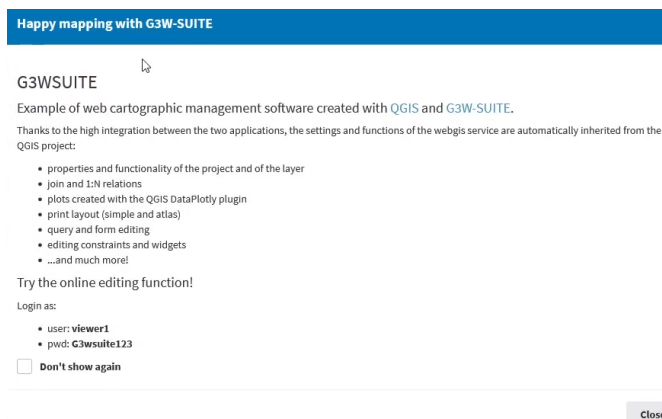 Happy mapping with G3W-SUITE
G3WSUITE
Example of web cartographic management software created with QGIS and G3W-SUITE.
Thanks to the high integration between the two applications, the settings and functions of the webgis service are automatically inherited from the
QGIS project:
• properties and functionality of the project and of the layer
• join and 1:N relations
• plots created with the QGIS DataPlotly plugin
• print layout (simple and atlas)
• query and form editing
• editing constraints and widgets
• ...and much more!
Try the online editing function!
Login as:
• user: viewer1
• pwd: G3wsuite123
Don't show again
Close